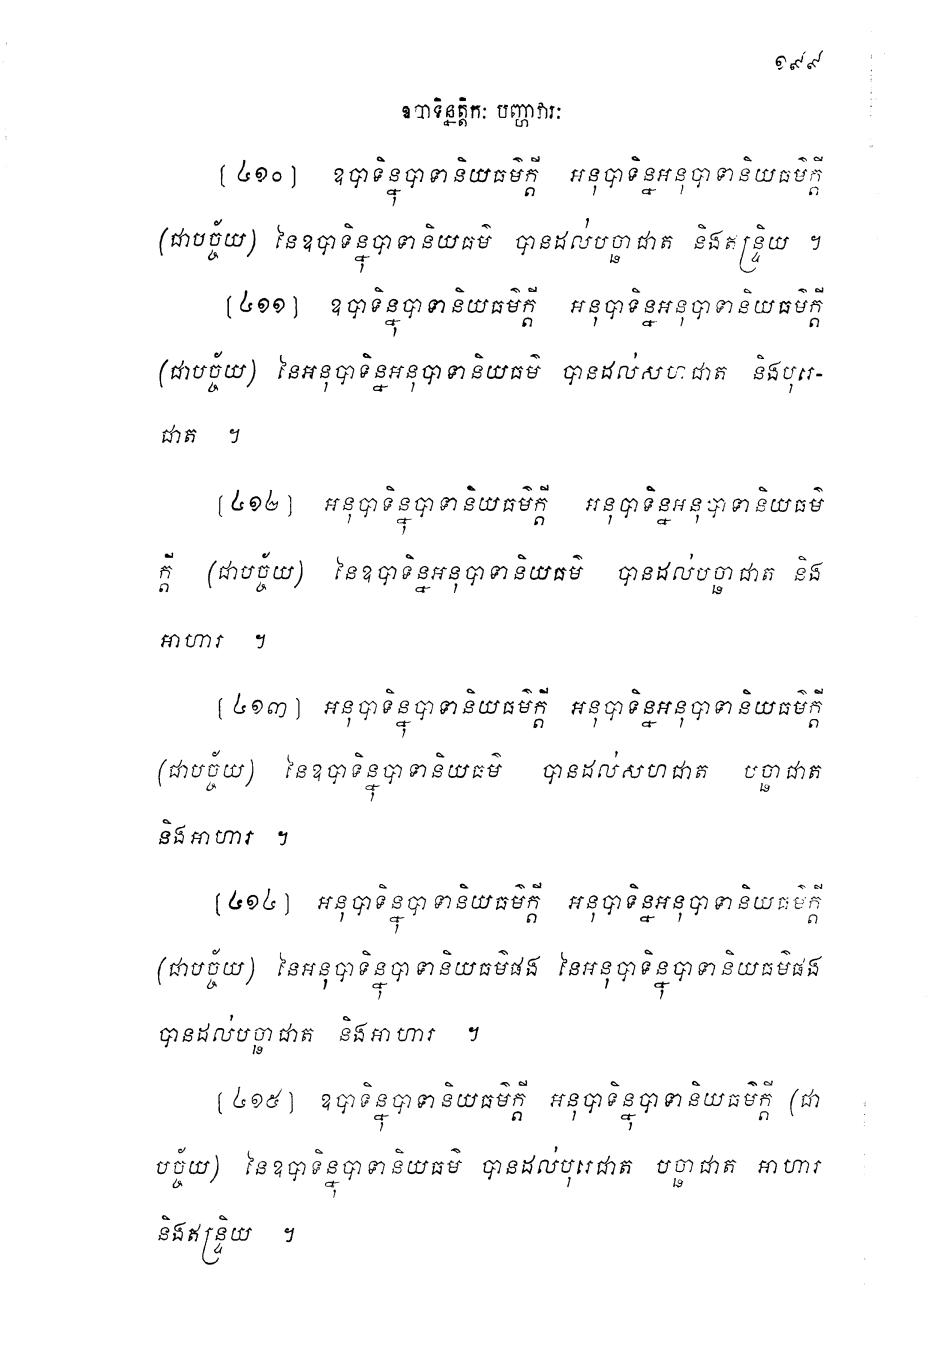 ១៩៩
ឧបាទិន្នត្តិកៈ បញ្ហាវារៈ
[៤១០] ឧបាទិន្នុបាទានិយធម៌ក្តី អនុបាទិន្នអនុបាទានិយធម៌ក្តី
(ជាបច្ច័យ) នៃឧបាទិន្នុបាទានិយធម៌ បានដល់បច្ឆាជាត និងឥន្ទ្រិយ ។
[៤១១] ឧបាទិន្នុបាទានិយធម៌ក្តី អនុបាទិន្នអនុបាទានិយធម៌ក្តី
(ជាបច្ច័យ) នៃអនុបាទិន្នអនុបាទានិយធម៌ បានដល់សហជាត និងបុរេ-
ជាត ។
[៤១២] អនុបាទិន្នុបាទានិយធម៌ក្តី អនុបាទិន្នអនុបាទានិយធម៌
ក្តី (ជាបច្ច័យ) នៃឧបាទិន្នអនុបាទានិយធម៌ បានដល់បច្ឆាជាត និង
អាហារ ។
[៤១៣] អនុបាទិន្នុបាទានិយធម៌ក្តី អនុបាទិន្នអនុបាទានិយធម៌ក្តី
(ជាបច្ច័យ) នៃឧបាទិន្នុបាទានិយធម៌ បានដល់សហជាត បច្ឆាជាត
និងអាហារ ។
[៤១៤] អនុបាទិន្នុបាទានិយធម៌ក្តី អនុបាទិន្នអនុបាទានិយធម៌ក្តី
(ជាបច្ច័យ) នៃអនុបាទិន្នុបាទានិយធម៌ផង នៃអនុបាទិន្នុបាទានិយធម៌ផង
បានដល់បច្ឆាជាត និងអាហារ ។
[៤១៥] ឧបាទិន្នុបាទានិយធម៌ក្តី អនុបាទិន្នុបាទានិយធម៌ក្តី (ជា
បច្ច័យ) នៃឧបាទិន្នុបាទានិយធម៌ បានដល់បុរេជាត បច្ឆាជាត អាហារ
និងឥន្ទ្រិយ ។